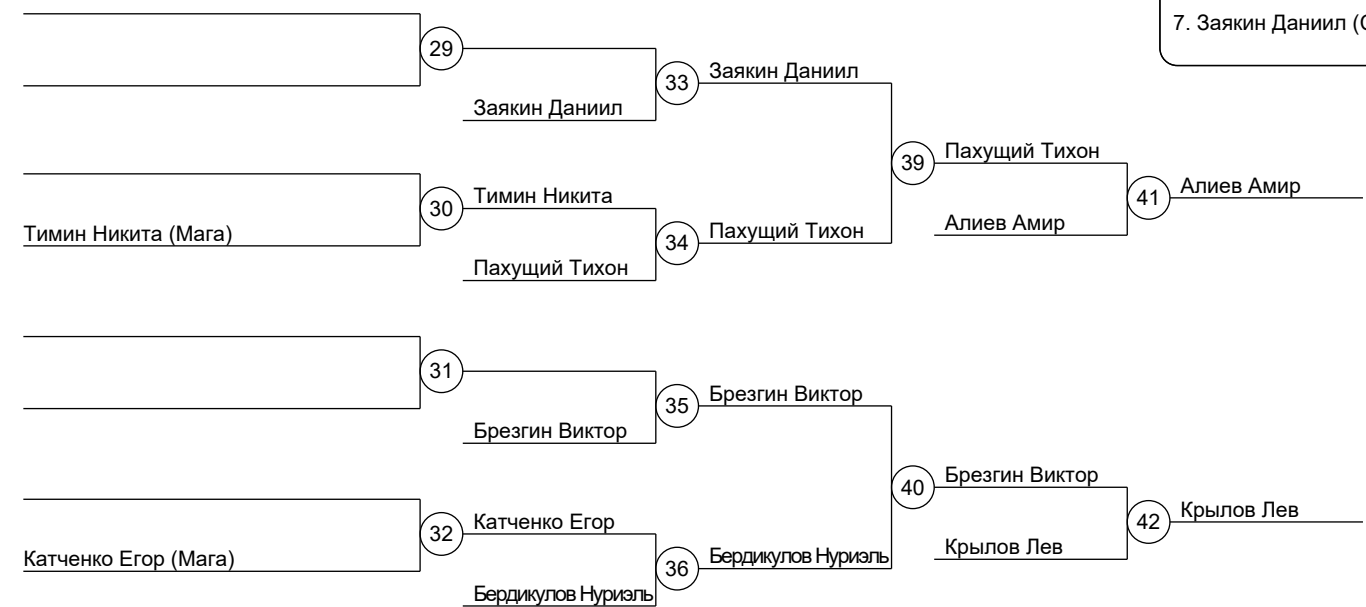 7. Заякин Даниил (
29
33
Заякин Даниил
Заякин Даниил
39
Пахущий Тихон
41
Алиев Амир
30
Тимин Никита
Тимин Никита (Мага)
34
Пахущий Тихон
Алиев Амир
Пахущий Тихон
31
35
Брезгин Виктор
Брезгин Виктор
40
Брезгин Виктор
42
Крылов Лев
32
Катченко Егор
Катченко Егор (Мага)
36
Бердикулов Нуриэль
Крылов Лев
Бердикулов Нуриэль